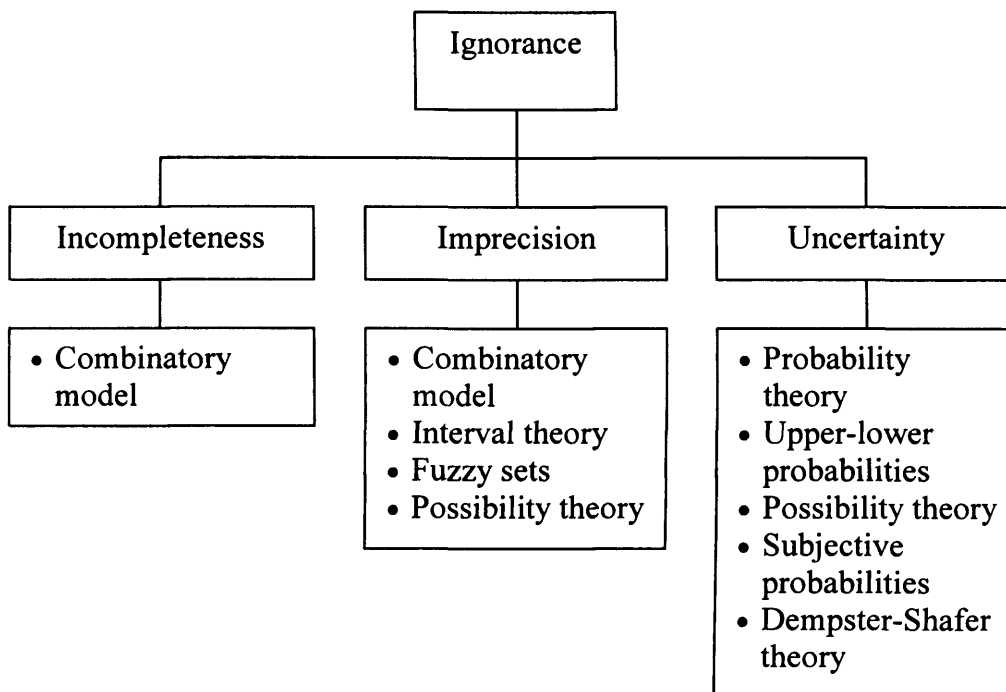 Ignorance
Incompleteness
Imprecision
Uncertainty
• Combinatory
model
• Combinatory
model
• Interval theory
• Fuzzy sets
• Possibility theory
• Probability
theory
• Upper-lower
probabilities
• Possibility theory
• Subjective
probabilities
• Dempster-Shafer
theory